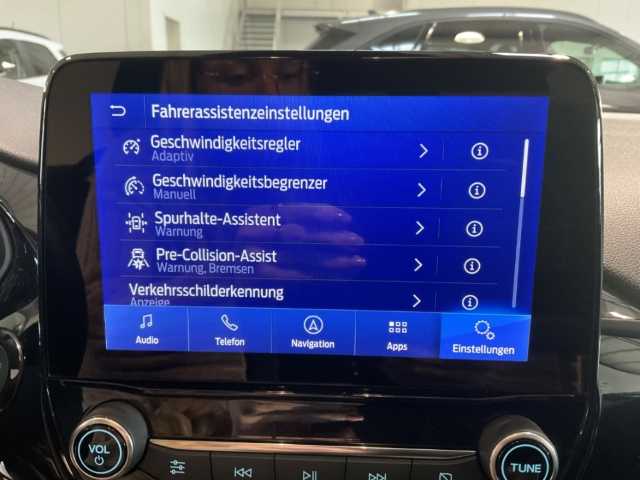 Fahrerassistenzeinstellungen
Geschwindigkeitsregler
Adaptiv
Geschwindigkeitsbegrenzer
Manuell
Spurhalte-Assistent
Warnung
Pre-Collision-Assist
Warnung, Bremsen
Verkehrsschilderkennung
Anzeige
Audio Telefon Navigation Apps Einstellungen
VOL TUNE